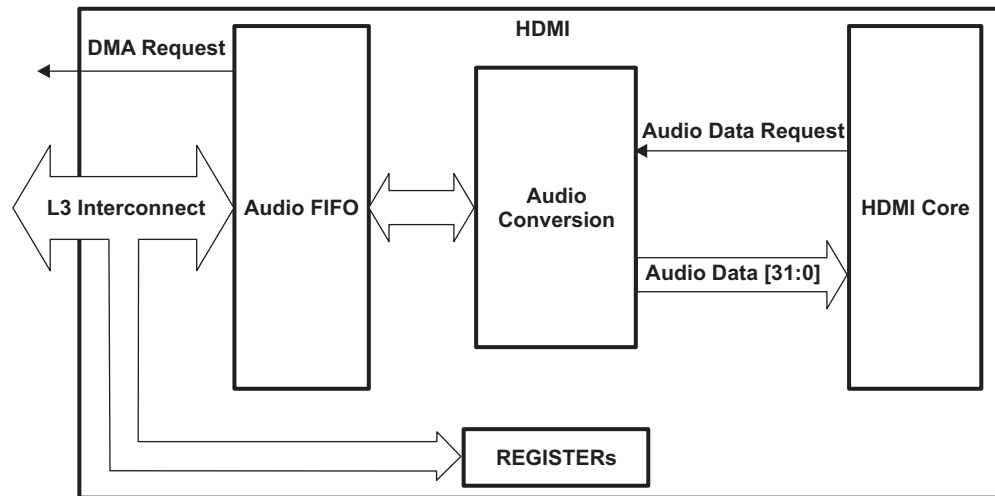 HDMI
DMA Request
Audio Data Request
L3 Interconnect
Audio FIFO
Audio
Conversion
HDMI Core
Audio Data [31:0]
REGISTERs